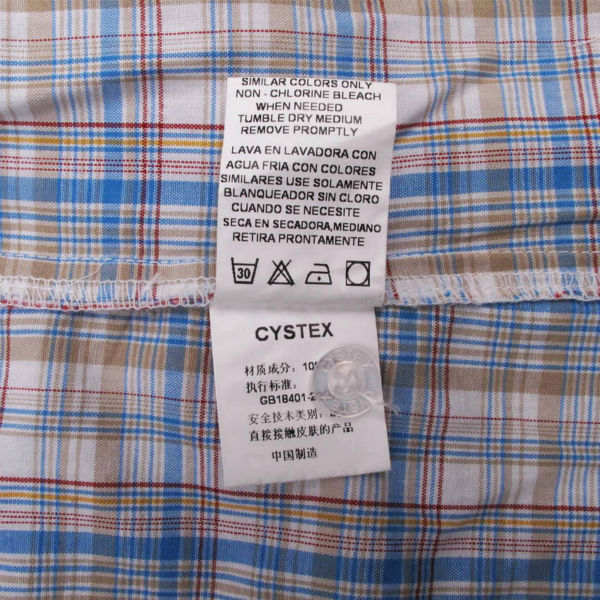 SIMILAR COLORS ONLY
NON - CHLORINE BLEACH
WHEN NEEDED
TUMBLE DRY MEDIUM
REMOVE PROMPTLY
LAVA EN LAVADORA CON
AGUA FRIA CON COLORES
SIMILARES USE SOLAMENTE
BLANQUEADOR SIN CLORO
CUANDO SE NECESITE
SECA EN SECADORA,MEDIANO
RETIRA PRONTAMENTE
30
CYSTEX
材质成分:
执行标准:
GB18401-2
安全技术类别:
直接接触皮肤的产品
中国制造